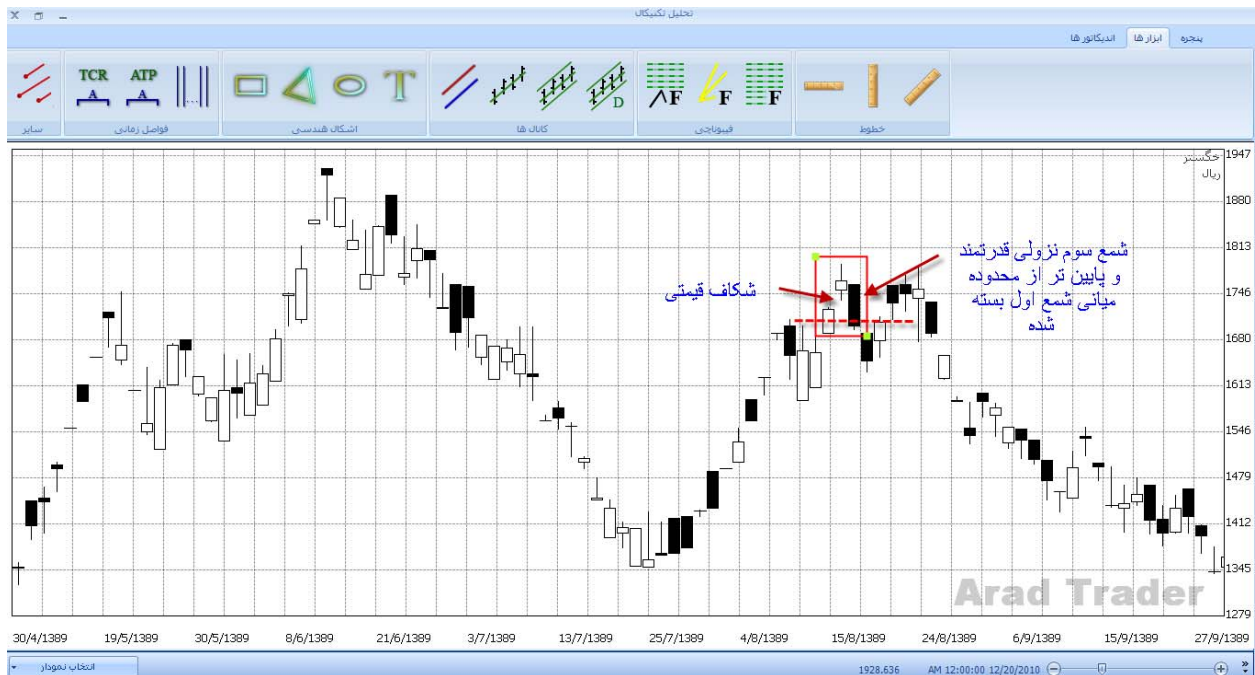 تحلیل تکنیکال
پنجره
ابزار ها
اندیکاتور ها
TCR
ATP
A
A
T
D
F
F
F
سایر
فواصل زمانی
اشکال هندسی
کانال ها
فیبوناچی
خطوط
خگستر
ریال
1947
1880
1813
1746
1680
1613
1546
1479
1412
1345
1279
شمع سوم نزولی قدرتمند
و پایین تر از محدوده
میانی شمع اول بسته
شده
شکاف قیمتی
Arad Trader
30/4/1389
19/5/1389
30/5/1389
8/6/1389
21/6/1389
3/7/1389
13/7/1389
25/7/1389
4/8/1389
15/8/1389
24/8/1389
6/9/1389
15/9/1389
27/9/1389
انتخاب نمودار
1928.636
AM 12:00:00 12/20/2010